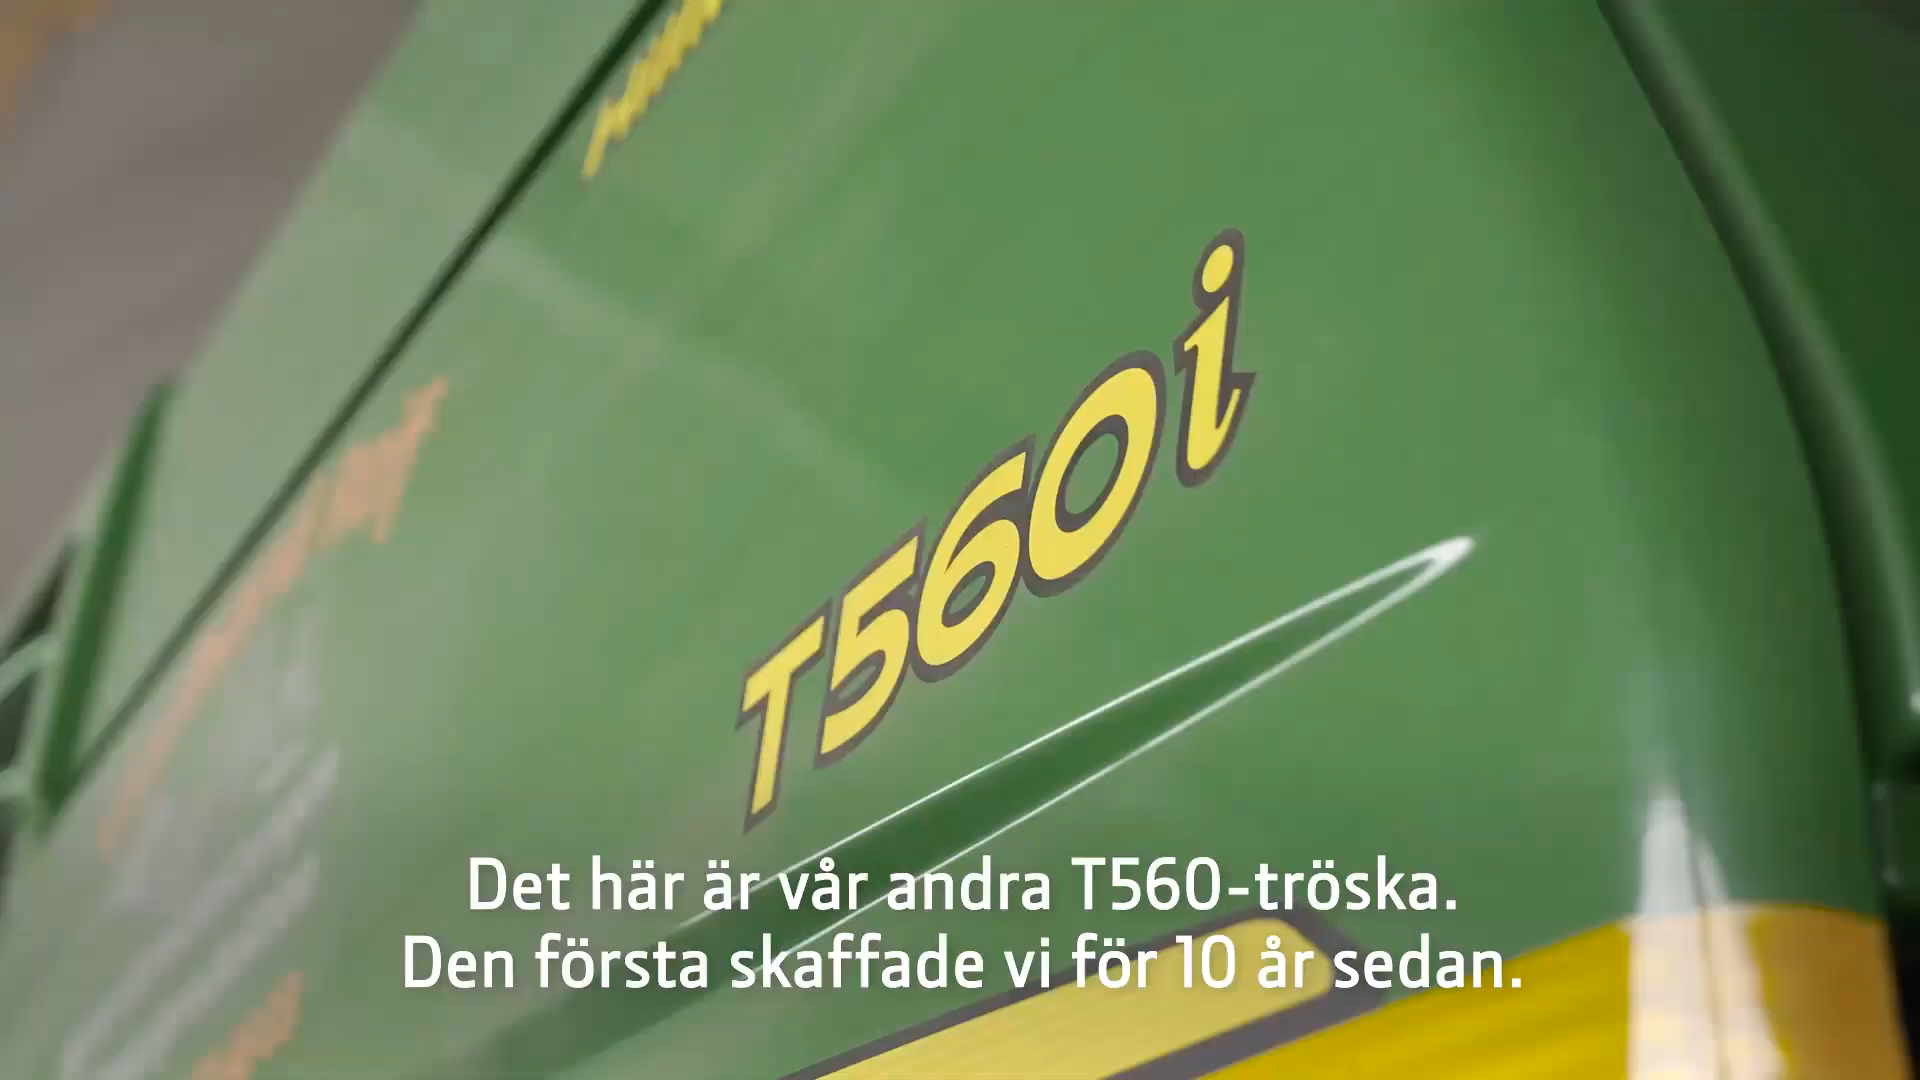 T560i
Det här är vår andra T560-tröska.
Den första skaffade vi för 10 år sedan.